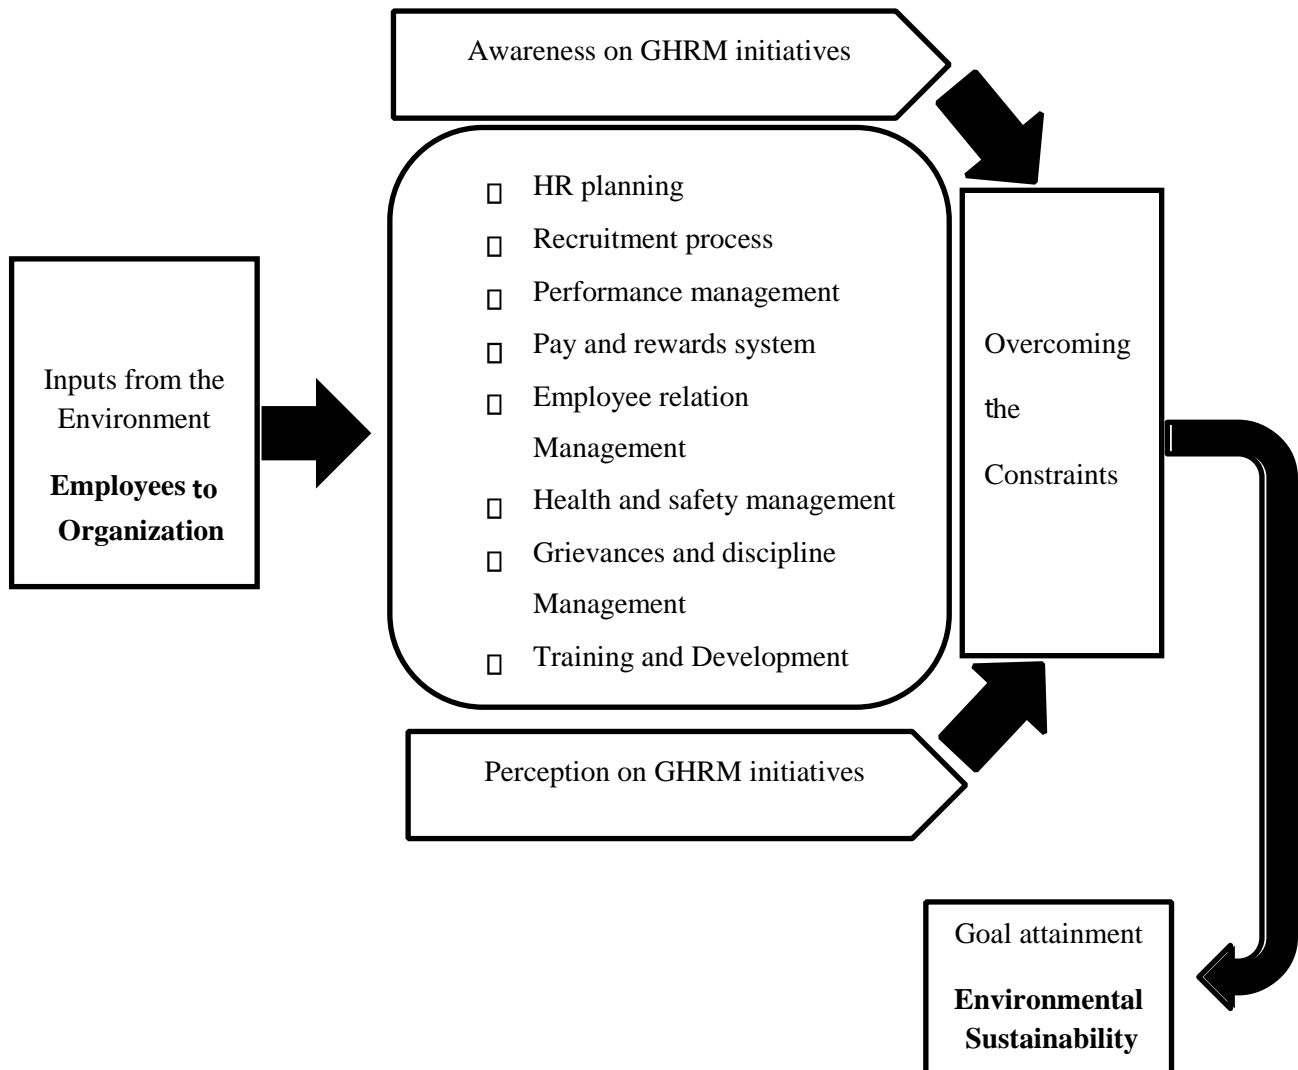 Awareness on GHRM initiatives
HR planning
Recruitment process
Performance management
Pay and rewards system
Employee relation
Management
Health and safety management
Grievances and discipline
Management
Training and Development
Inputs from the
Environment
Employees to
Organization
Overcoming
the
Constraints
Perception on GHRM initiatives
Goal attainment
Environmental
Sustainability